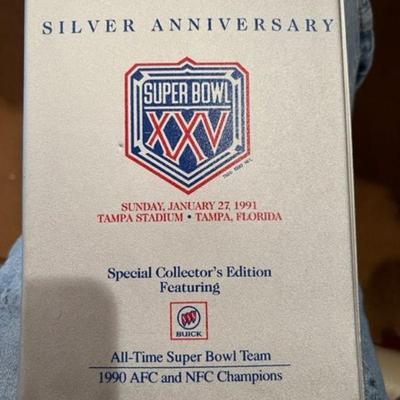 SILVER ANNIVERSARY
SUPER BOWL
XXV
SUNDAY, JANUARY 27, 1991
TAMPA STADIUM • TAMPA, FLORIDA
Special Collector's Edition
Featuring
BUICK
All-Time Super Bowl Team
1990 AFC and NFC Champions